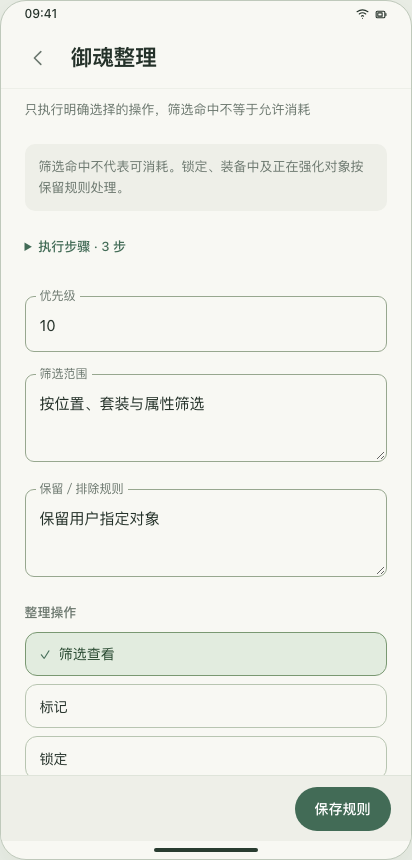 09:41
御魂整理
只执行明确选择的操作，筛选命中不等于允许消耗
筛选命中不代表可消耗。锁定、装备中及正在强化对象按
保留规则处理。
执行步骤 · 3 步
优先级
10
筛选范围
按位置、套装与属性筛选
保留 / 排除规则
保留用户指定对象
整理操作
✓ 筛选查看
标记
锁定
保存规则